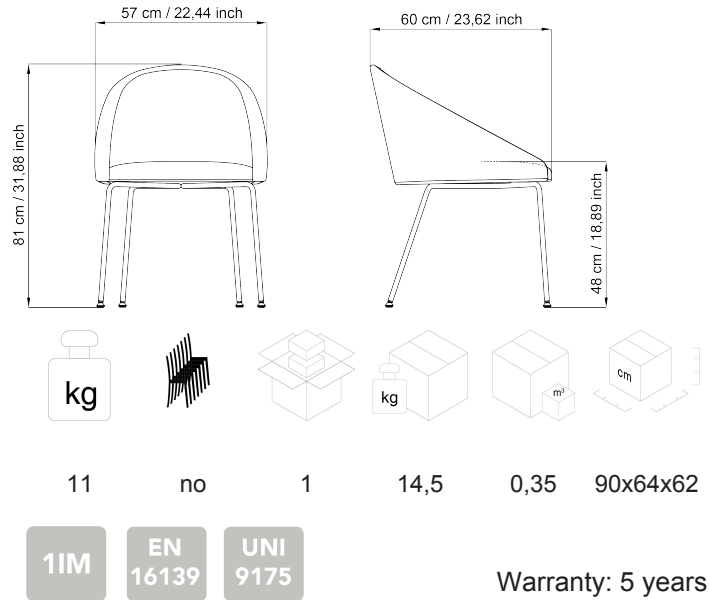 57 cm / 22,44 inch
60 cm / 23,62 inch
81 cm / 31,88 inch
48 cm / 18,89 inch
kg
kg
m³
cm
11 no 1 14,5 0,35 90x64x62
1IM
EN
16139
UNI
9175
Warranty: 5 years